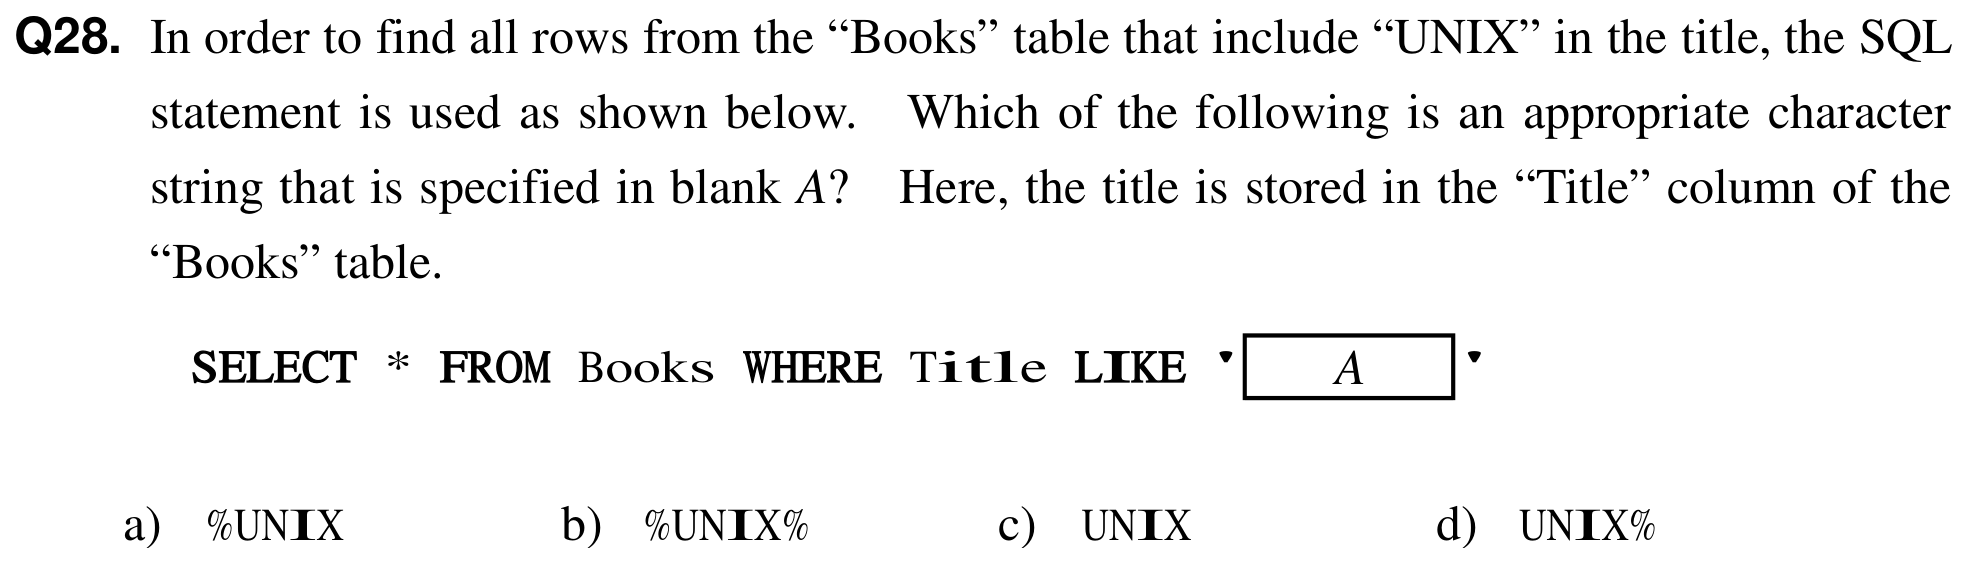 Q28. In order to find all rows from the “Books” table that include “UNIX” in the title, the SQL
statement is used as shown below. Which of the following is an appropriate character
string that is specified in blank A? Here, the title is stored in the “Title” column of the
“Books” table.
SELECT * FROM Books WHERE Title LIKE 'A'
a) %UNIX b) %UNIX% c) UNIX d) UNIX%